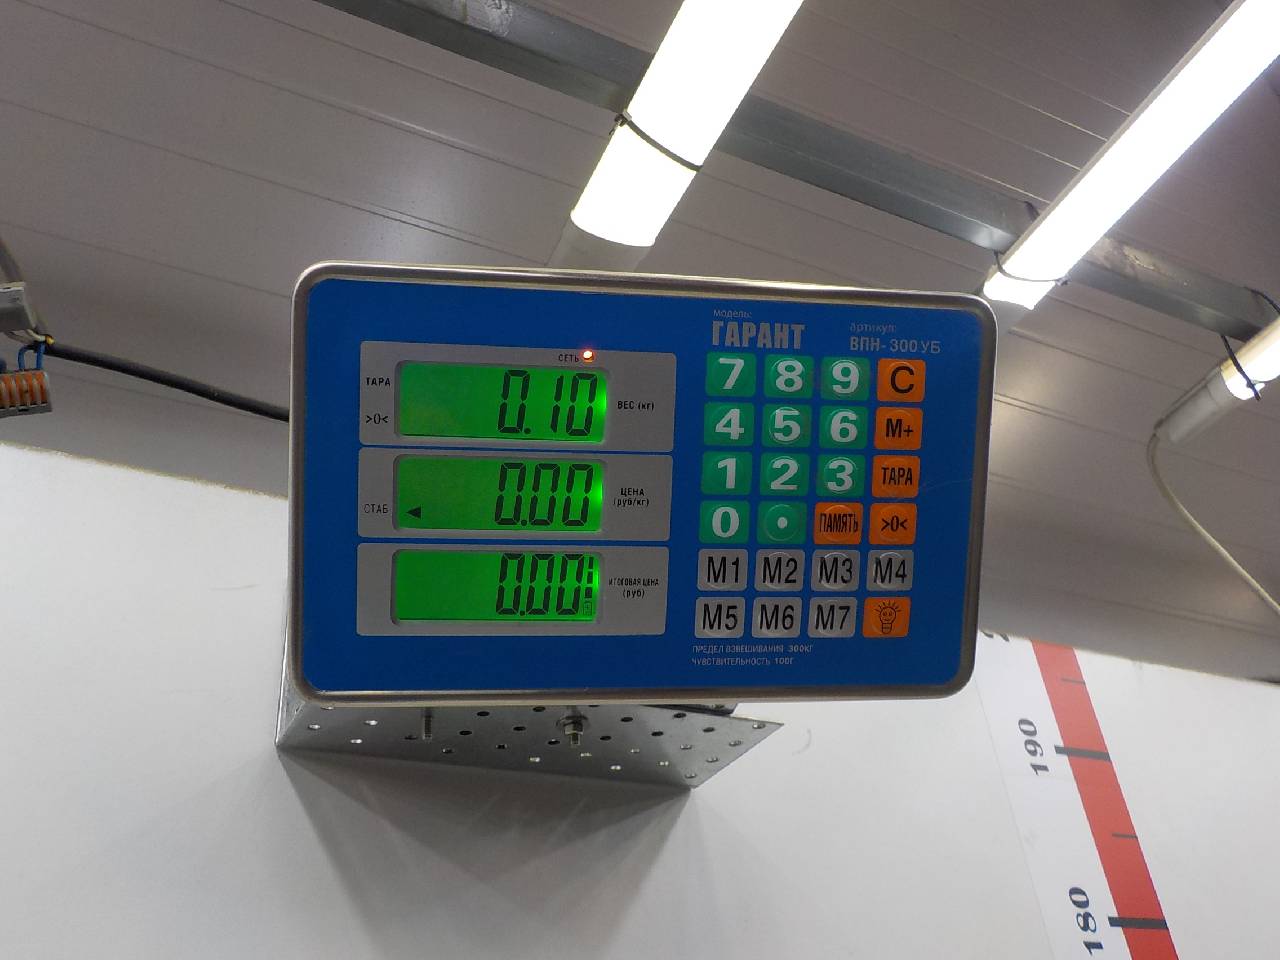 модель:
ГАРАНТ
артикул:
ВПН-300 УБ
СЕТЬ
ТАРА
>0<
0.10
ВЕС (кг)
СТАБ
0.00
ЦЕНА
(руб/кг)
0.00
ИТОГОВАЯ ЦЕНА
(руб)
7 8 9 C
4 5 6 M+
1 2 3 ТАРА
0 . ПАМЯТЬ >0<
M1 M2 M3 M4
M5 M6 M7
ПРЕДЕЛ ВЗВЕШИВАНИЯ 300КГ
ЧУВСТВИТЕЛЬНОСТЬ 100Г
190
180